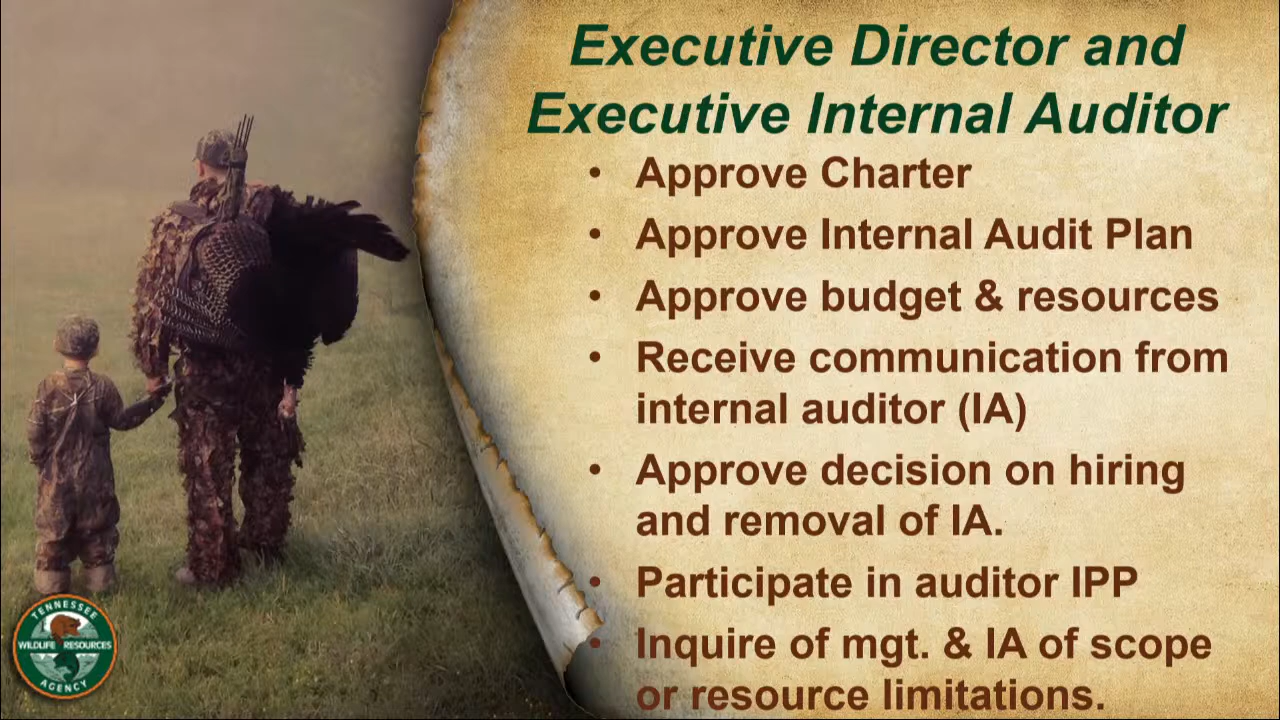 Executive Director and
Executive Internal Auditor
• Approve Charter
• Approve Internal Audit Plan
• Approve budget & resources
• Receive communication from
internal auditor (IA)
• Approve decision on hiring
and removal of IA.
• Participate in auditor IPP
• Inquire of mgt. & IA of scope
or resource limitations.
TENNESSEE
WILDLIFE RESOURCES
AGENCY